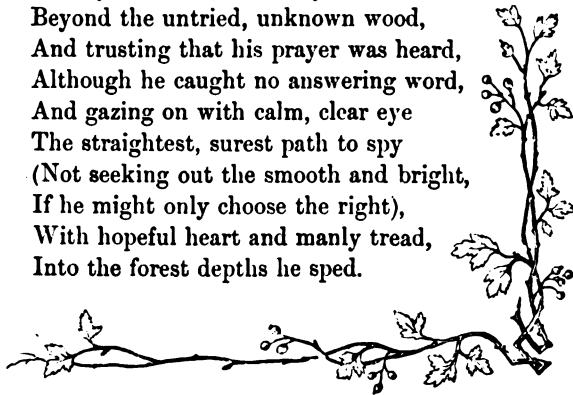 Beyond the untried, unknown wood,
And trusting that his prayer was heard,
Although he caught no answering word,
And gazing on with calm, clear eye
The straightest, surest path to spy
(Not seeking out the smooth and bright,
If he might only choose the right),
With hopeful heart and manly tread,
Into the forest depths he sped.